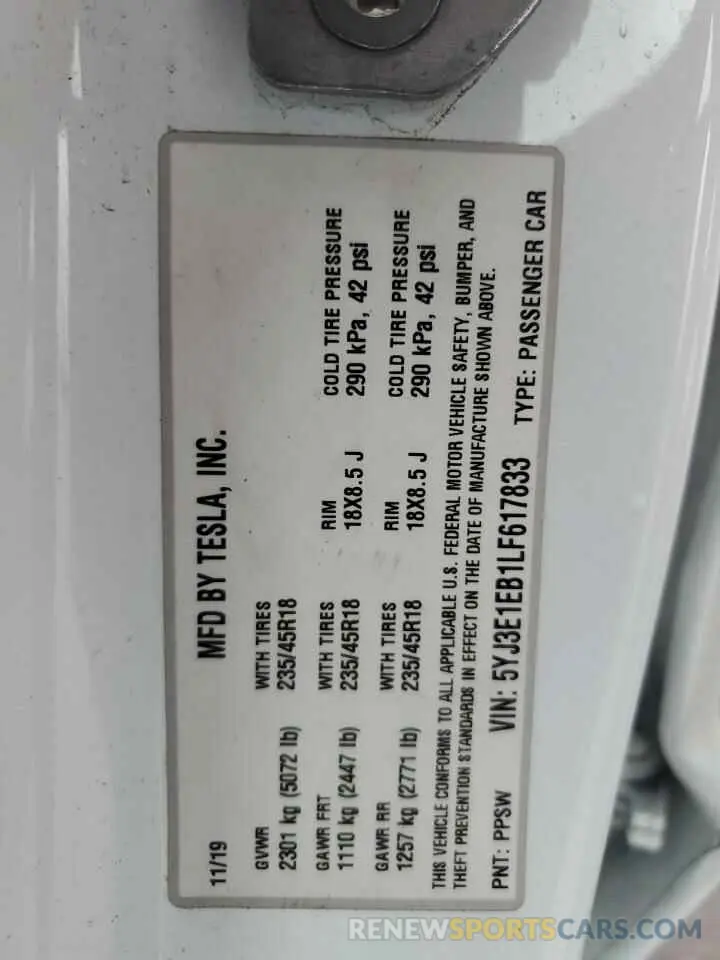 MFD BY TESLA, INC.
11/19
GVWR WITH TIRES
2301 kg (5072 lb) 235/45R18
GAWR FRT WITH TIRES RIM COLD TIRE PRESSURE
1110 kg (2447 lb) 235/45R18 18X8.5 J 290 kPa, 42 psi
GAWR RR WITH TIRES RIM COLD TIRE PRESSURE
1257 kg (2771 lb) 235/45R18 18X8.5 J 290 kPa, 42 psi
THIS VEHICLE CONFORMS TO ALL APPLICABLE U.S. FEDERAL MOTOR VEHICLE SAFETY, BUMPER, AND
THEFT PREVENTION STANDARDS IN EFFECT ON THE DATE OF MANUFACTURE SHOWN ABOVE.
PNT: PPSW VIN: 5YJ3E1EB1LF617833 TYPE: PASSENGER CAR
RENEWSPORTSCARS.COM